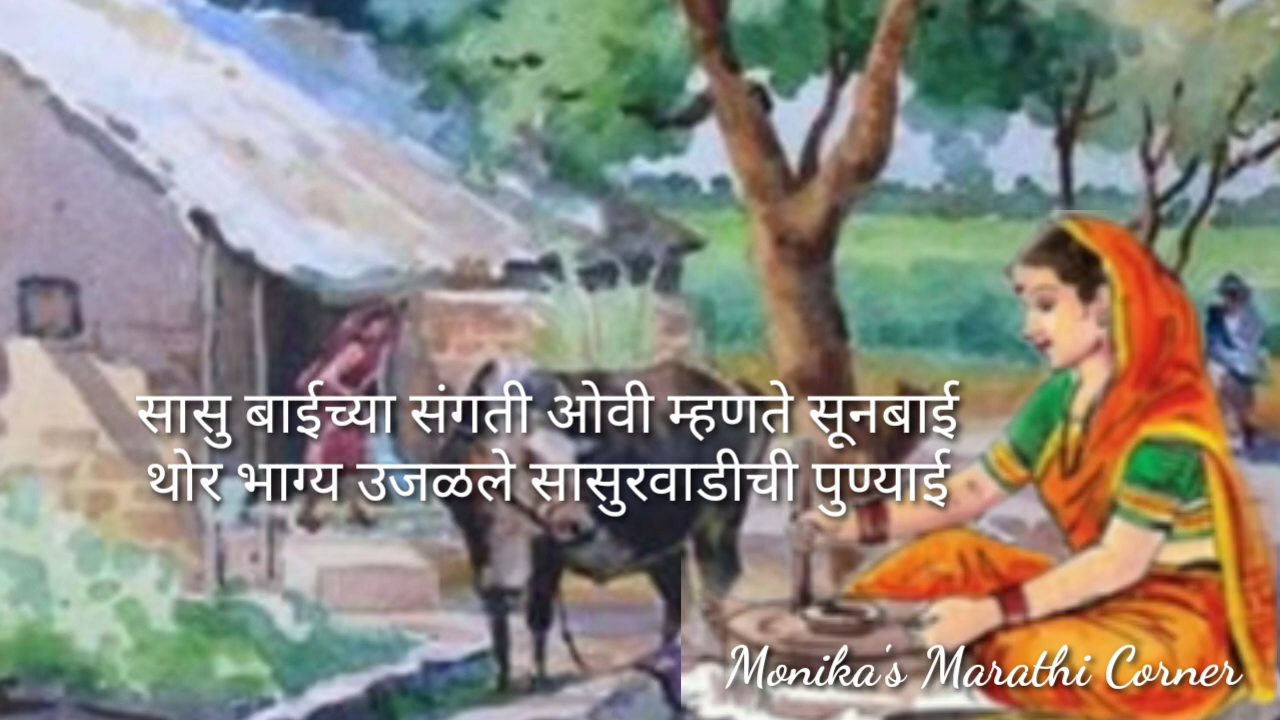 सासु बाईच्या संगती ओवी म्हणते सूनबाई
थोर भाग्य उजळले सासुरवाडीची पुण्याई
Monika's Marathi Corner